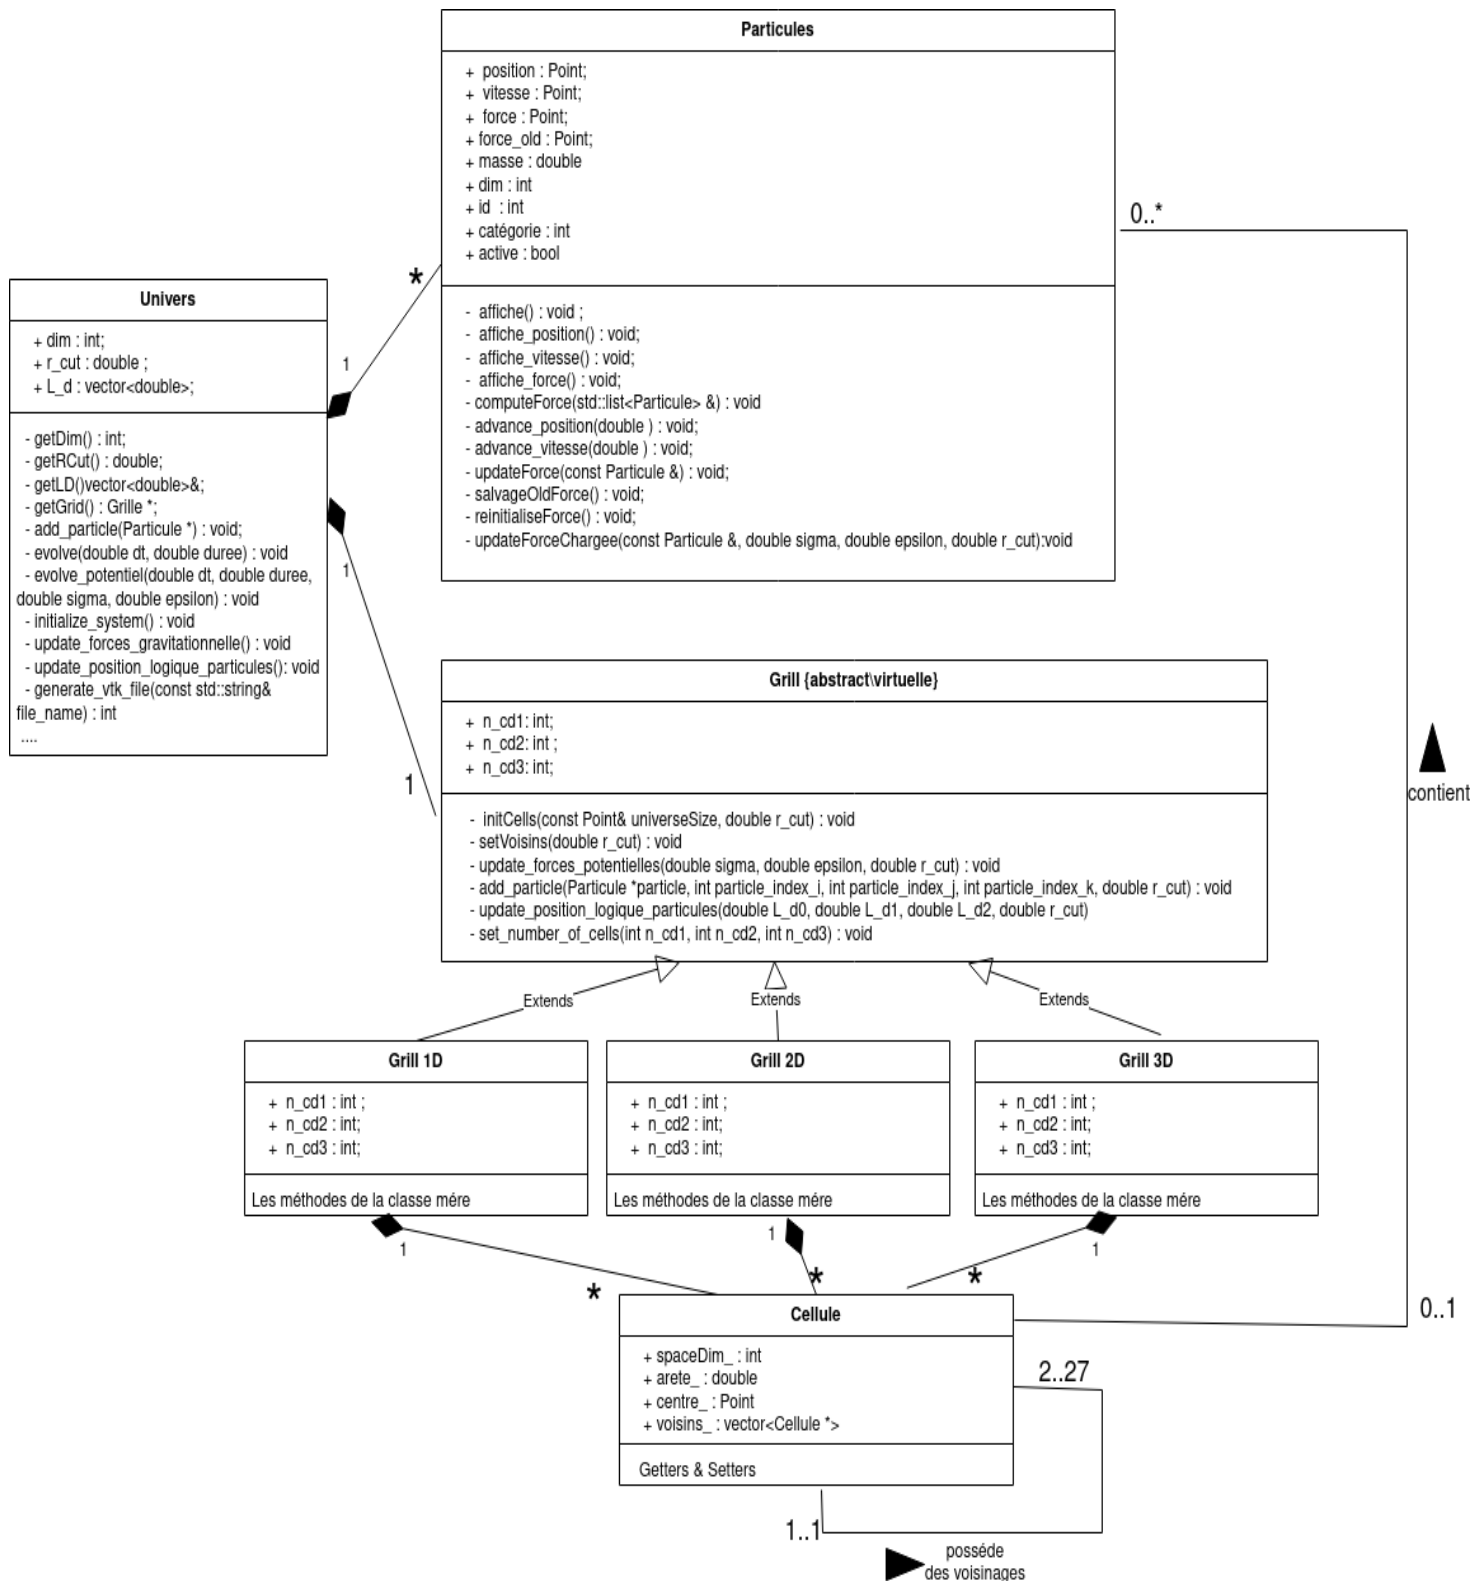 Particules
+ position : Point;
+ vitesse : Point;
+ force : Point;
+ force_old : Point;
+ masse : double
+ dim : int
+ id : int
+ catégorie : int
+ active : bool
- affiche() : void ;
- affiche_position() : void;
- affiche_vitesse() : void;
- affiche_force() : void;
- computeForce(std::list<Particule> &) : void
- advance_position(double ) : void;
- advance_vitesse(double ) : void;
- updateForce(const Particule &) : void;
- salvageOldForce() : void;
- reinitialiseForce() : void;
- updateForceChargee(const Particule &, double sigma, double epsilon, double r_cut):void
0..*
*
1
Univers
+ dim : int;
+ r_cut : double ;
+ L_d : vector<double>;
- getDim() : int;
- getRCut() : double;
- getLD()vector<double>&;
- getGrid() : Grille *;
- add_particle(Particule *) : void;
- evolve(double dt, double duree) : void
- evolve_potentiel(double dt, double duree,
double sigma, double epsilon) : void
- initialize_system() : void
- update_forces_gravitationnelle() : void
- update_position_logique_particules(): void
- generate_vtk_file(const std::string&
file_name) : int
....
1
1
Grill {abstract\virtuelle}
+ n_cd1: int;
+ n_cd2: int ;
+ n_cd3: int;
- initCells(const Point& universeSize, double r_cut) : void
- setVoisins(double r_cut) : void
- update_forces_potentielles(double sigma, double epsilon, double r_cut) : void
- add_particle(Particule *particle, int particle_index_i, int particle_index_j, int particle_index_k, double r_cut) : void
- update_position_logique_particules(double L_d0, double L_d1, double L_d2, double r_cut)
- set_number_of_cells(int n_cd1, int n_cd2, int n_cd3) : void
contient
Extends
Extends
Extends
Grill 1D
+ n_cd1 : int ;
+ n_cd2 : int;
+ n_cd3 : int;
Les méthodes de la classe mére
Grill 2D
+ n_cd1 : int ;
+ n_cd2 : int;
+ n_cd3 : int;
Les méthodes de la classe mére
Grill 3D
+ n_cd1 : int ;
+ n_cd2 : int;
+ n_cd3 : int;
Les méthodes de la classe mére
1
1
1
*
*
*
Cellule
+ spaceDim_ : int
+ arete_ : double
+ centre_ : Point
+ voisins_ : vector<Cellule *>
Getters & Setters
0..1
2..27
1..1
posséde
des voisinages